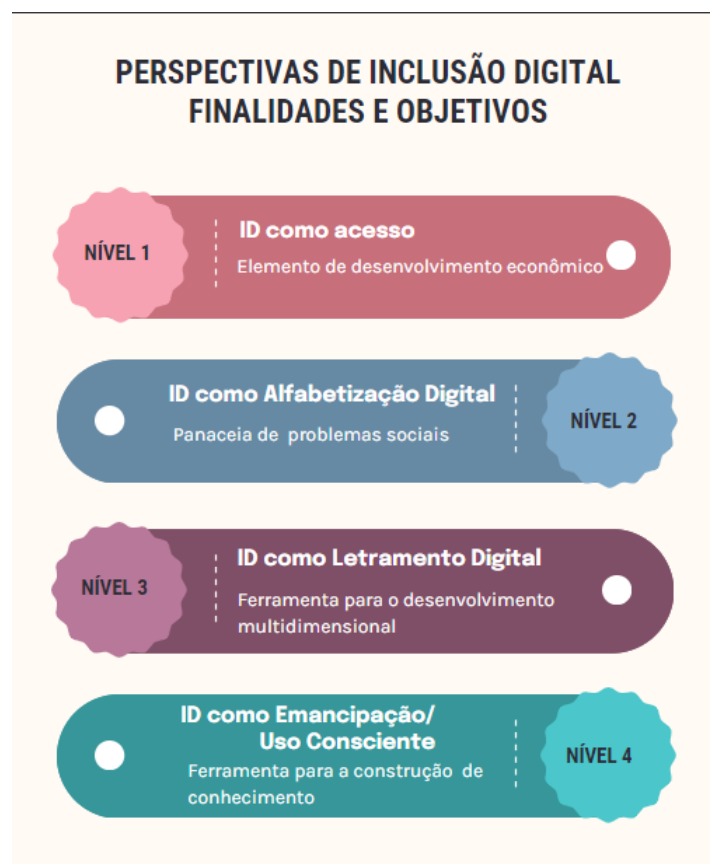 PERSPECTIVAS DE INCLUSÃO DIGITAL
FINALIDADES E OBJETIVOS
NÍVEL 1
ID como acesso
Elemento de desenvolvimento econômico
ID como Alfabetização Digital
Panaceia de problemas sociais
NÍVEL 2
NÍVEL 3
ID como Letramento Digital
Ferramenta para o desenvolvimento
multidimensional
ID como Emancipação/
Uso Consciente
Ferramenta para a construção de
conhecimento
NÍVEL 4